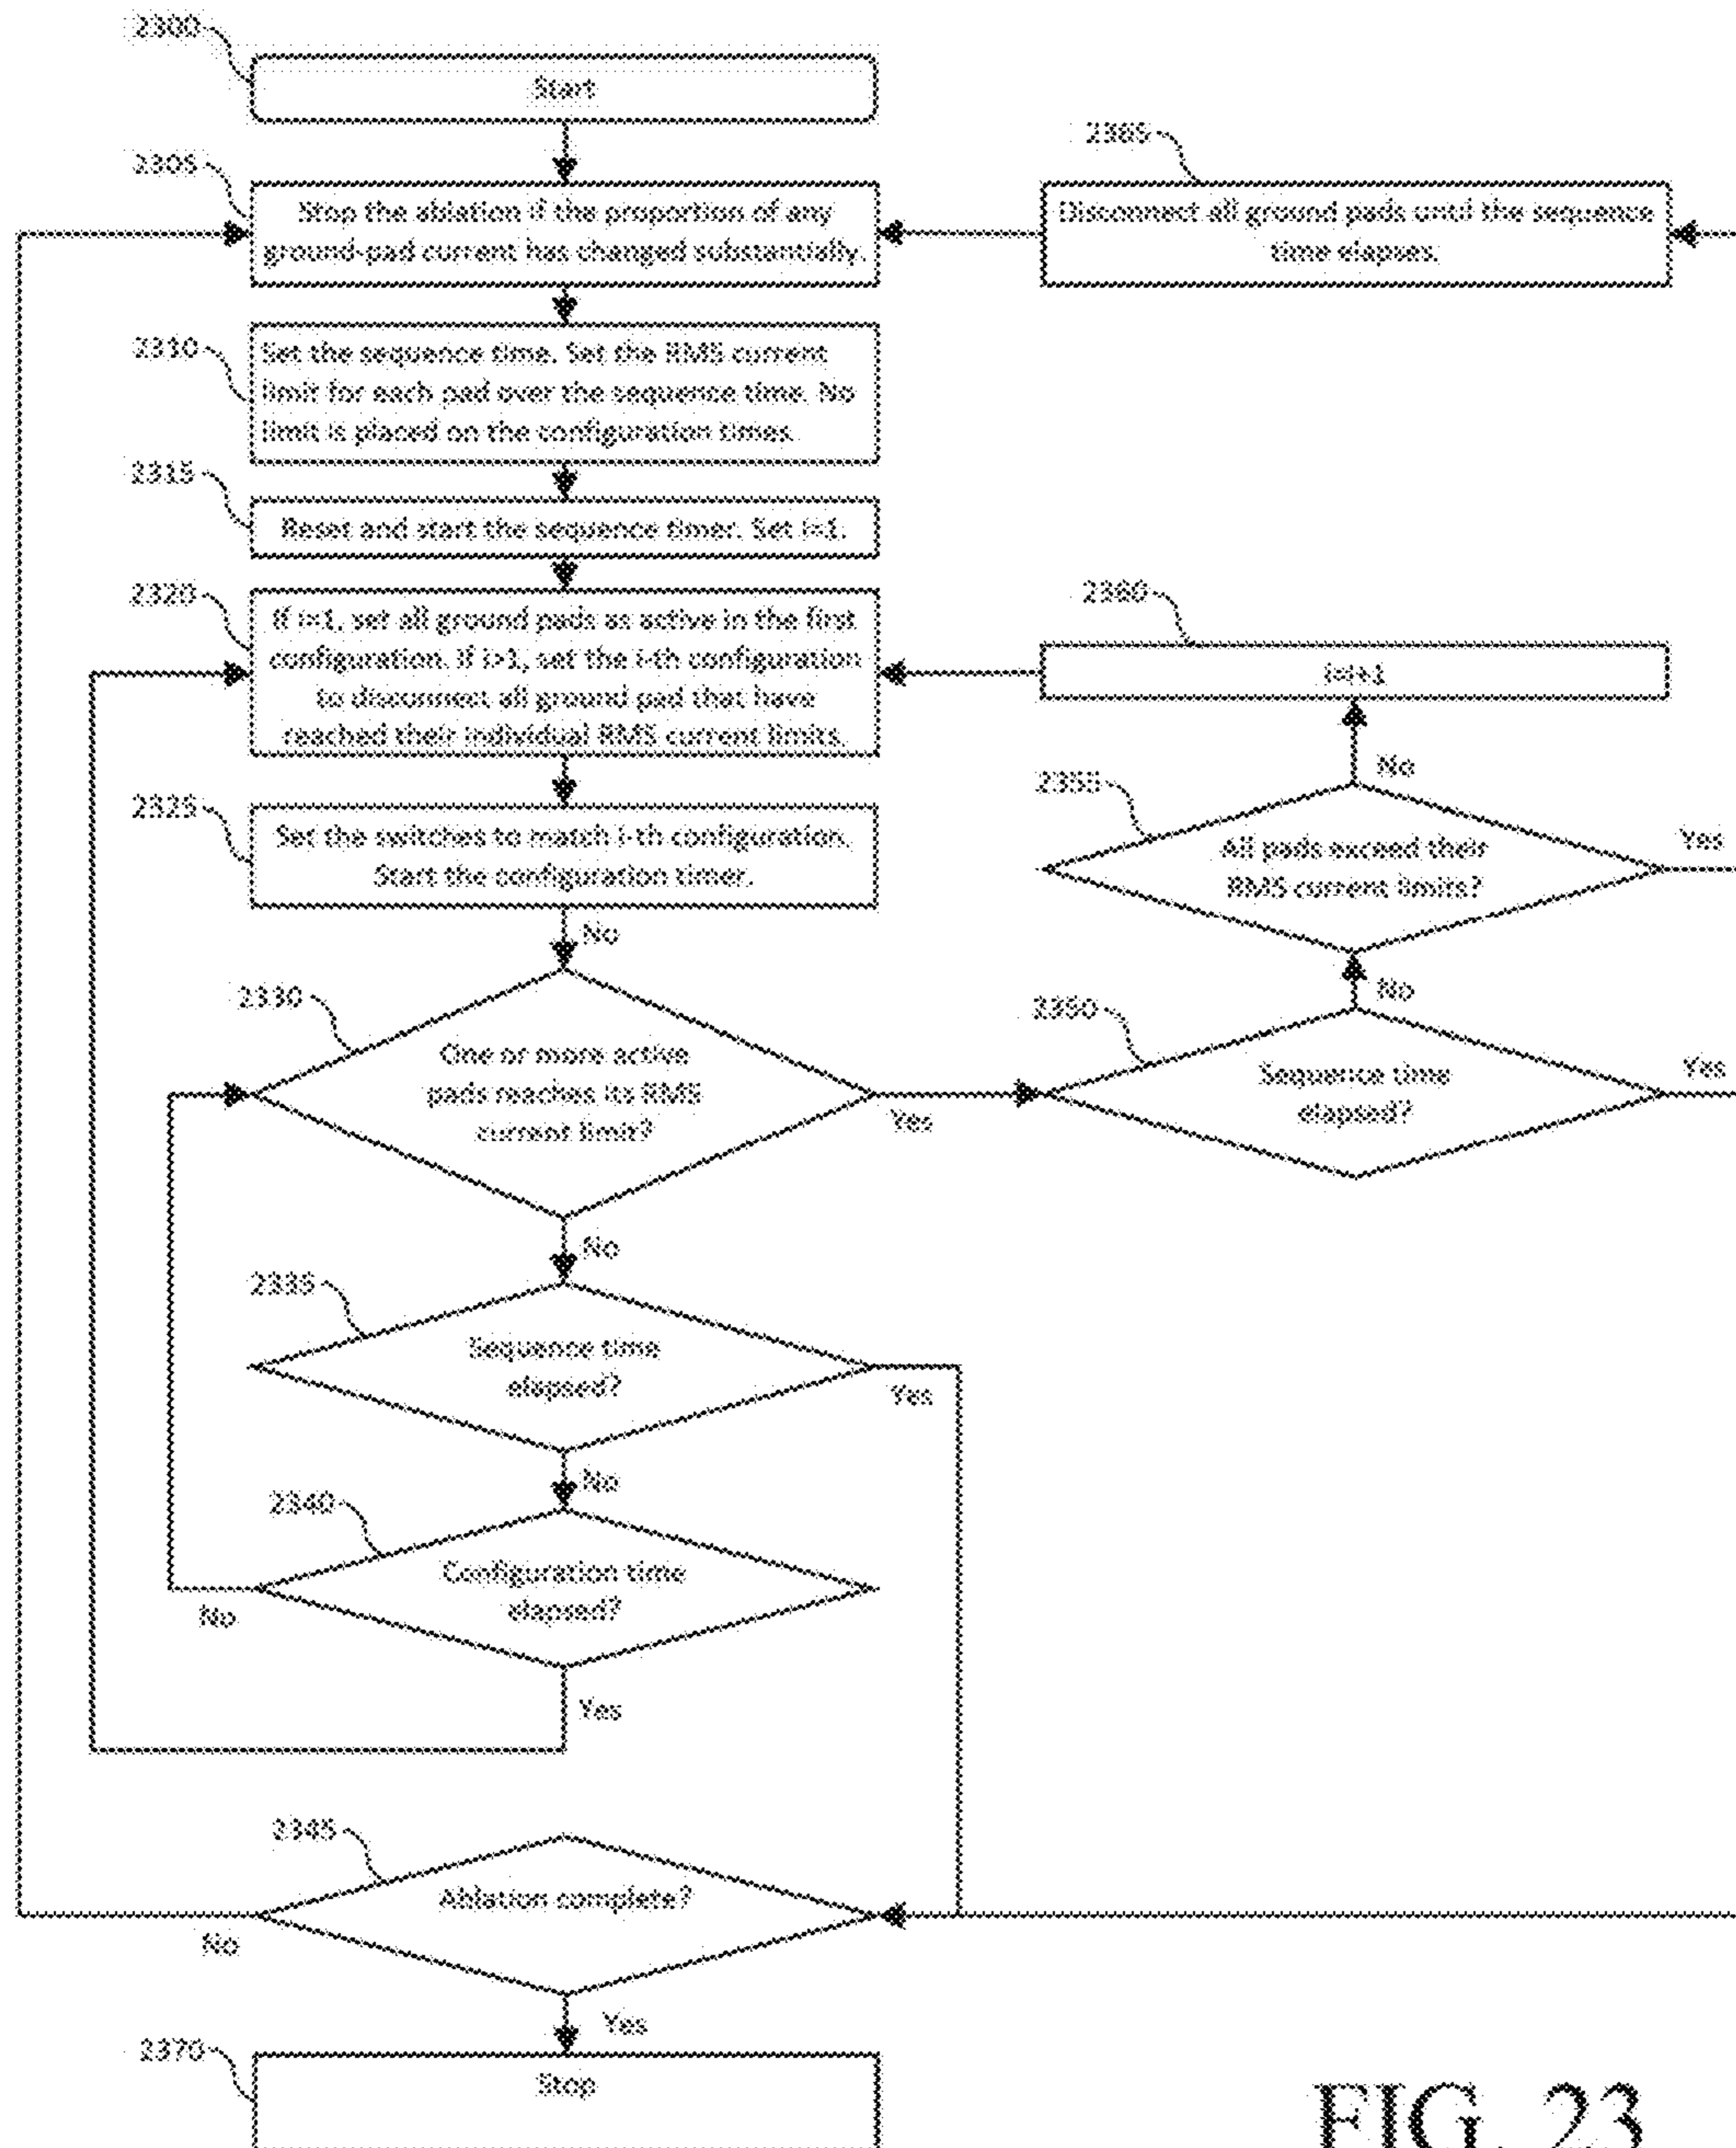 2300
Start
2305
Stop the ablation if the proportion of any
ground-pad current has changed substantially.
2365
Disconnect all ground pads until the sequence
time elapses.
2310
Set the sequence time. Set the RMS current
limit for each pad over the sequence time. No
limit is placed on the configuration times.
2315
Reset and start the sequence timer. Set i=1.
2320
If i=1, set all ground pads as active in the first
configuration. If i>1, set the i-th configuration
to disconnect all ground pad that have
reached their individual RMS current limits.
2360
i=i+1
No
2325
Set the switches to match i-th configuration.
Start the configuration timer.
No
2355
All pads exceed their
RMS current limits?
Yes
No
2330
One or more active
pads reaches its RMS
current limit?
Yes
2350
Sequence time
elapsed?
Yes
No
2335
Sequence time
elapsed?
Yes
No
2340
Configuration time
elapsed?
No
Yes
2345
Ablation complete?
No
Yes
2370
Stop
FIG. 23